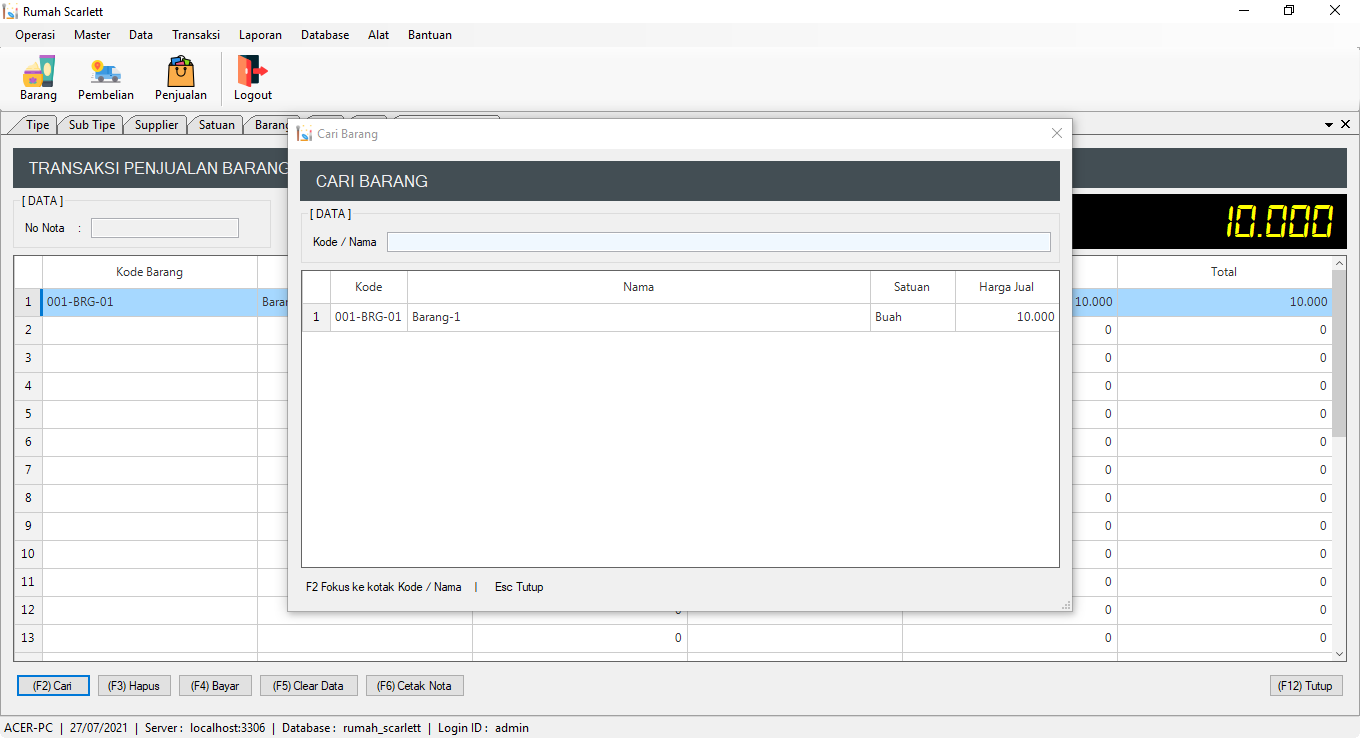 Rumah Scarlett
Operasi Master Data Transaksi Laporan Database Alat Bantuan
Barang Pembelian Penjualan Logout
Tipe Sub Tipe Supplier Satuan Barang
Cari Barang
TRANSAKSI PENJUALAN BARANG
CARI BARANG
[ DATA ]
No Nota :
10.000
[ DATA ]
Kode / Nama
Kode Barang Total
Kode Nama Satuan Harga Jual
1 001-BRG-01 Barang-1 Buah 10.000
1 001-BRG-01 10.000 10.000
2 0 0
3 0 0
4 0 0
5 0 0
6 0 0
7 0 0
8 0 0
9 0 0
10 0 0
11 0 0
12 0 0 0
13 0 0 0
F2 Fokus ke kotak Kode / Nama | Esc Tutup
(F2) Cari (F3) Hapus (F4) Bayar (F5) Clear Data (F6) Cetak Nota (F12) Tutup
ACER-PC | 27/07/2021 | Server : localhost:3306 | Database : rumah_scarlett | Login ID : admin